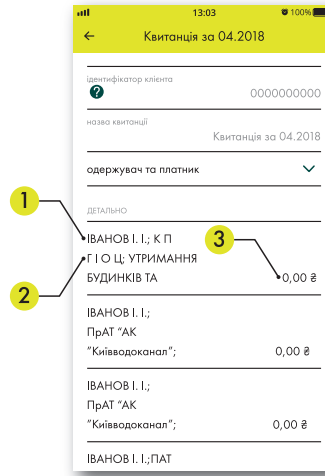 13:03
100%
Квитанція за 04.2018
ідентифікатор клієнта
?
0000000000
назва квитанції
Квитанція за 04.2018
одержувач та платник
ДЕТАЛЬНО
1
ІВАНОВ І. І.; К П
3
Г І О Ц; УТРИМАННЯ
2
БУДИНКІВ ТА
0,00 ₴
ІВАНОВ І. І.;
ПрАТ "АК
"Київводоканал";
0,00 ₴
ІВАНОВ І. І.;
ПрАТ "АК
"Київводоканал";
0,00 ₴
ІВАНОВ І. І.;ПАТ